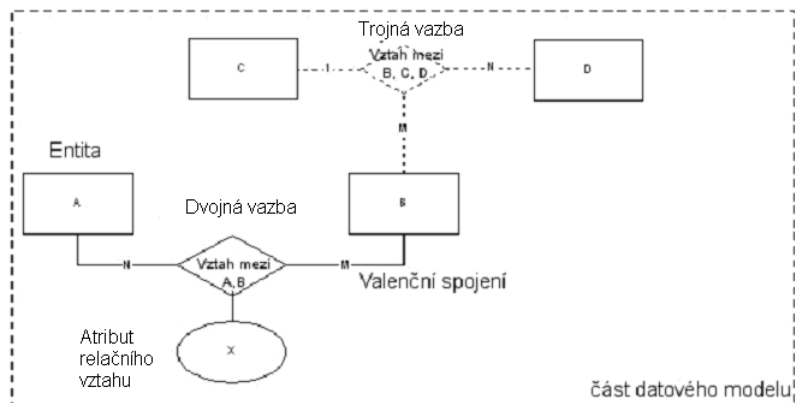 Trojná vazba
C
1
Vztah mezi
B, C, D
N
D
M
Entita
A
Dvojná vazba
B
N
Vztah mezi
A,B
M
Valenční spojení
X
Atribut
relačního
vztahu
část datového modelu